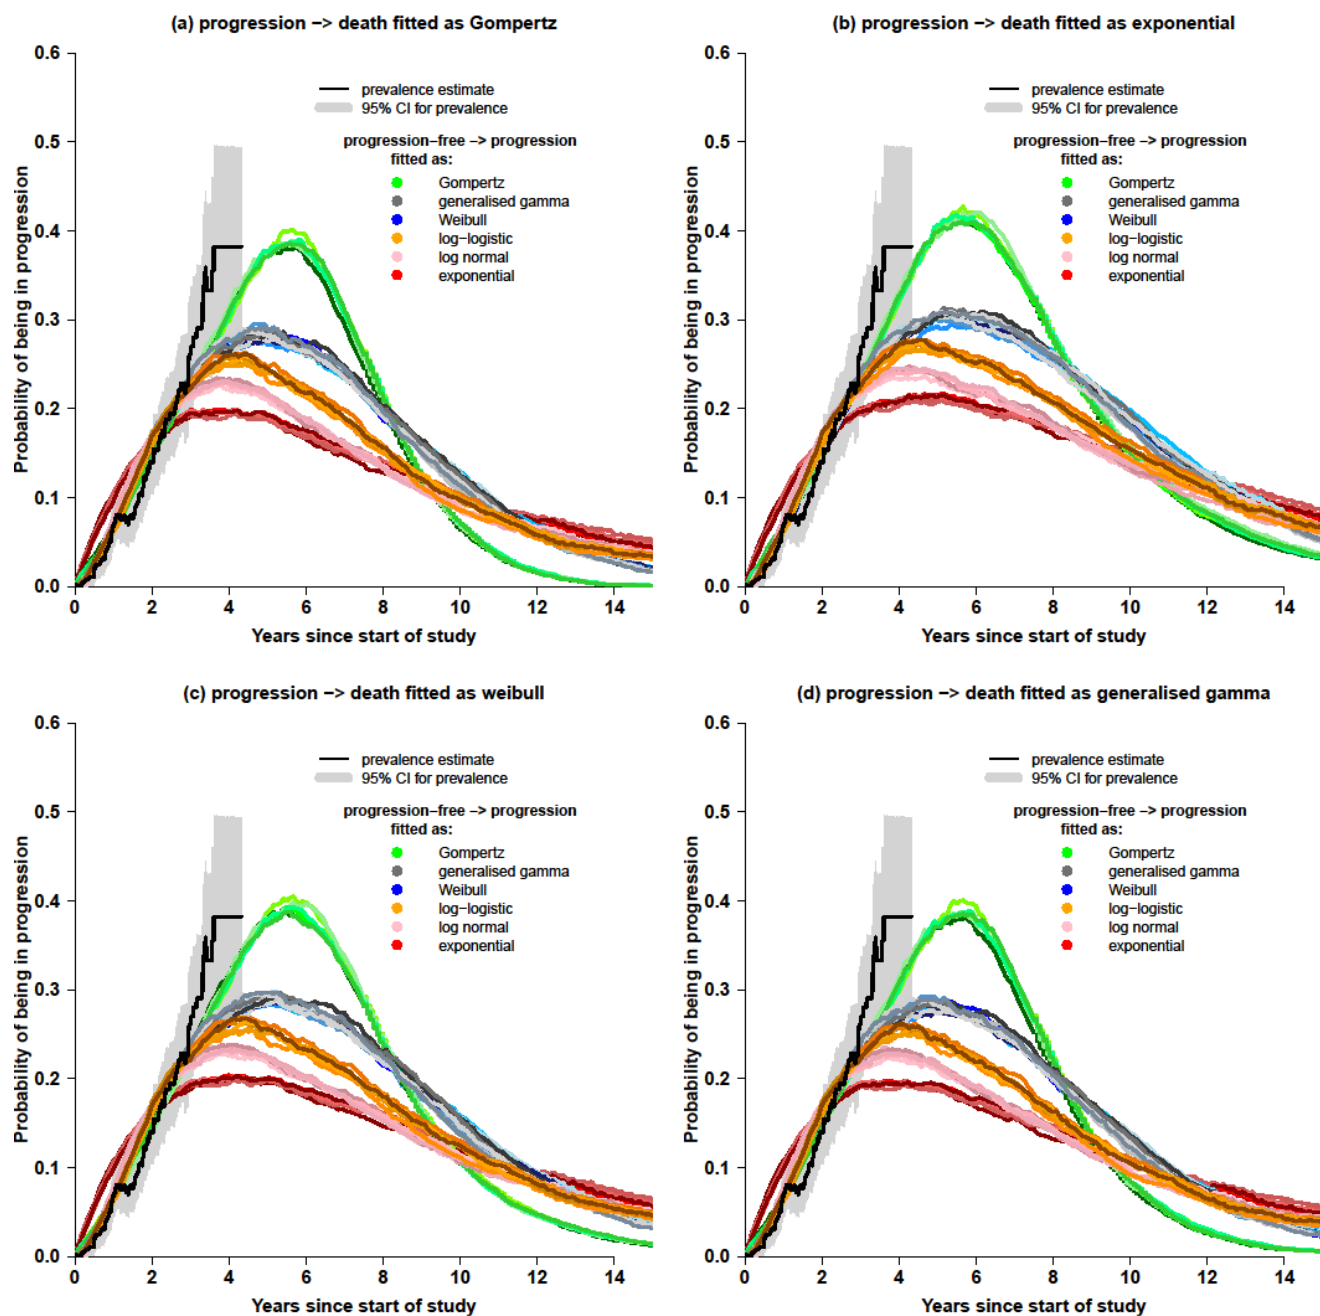 (a) progression −> death fitted as Gompertz
0.6
0.5
0.4
0.3
0.2
0.1
0.0
Probability of being in progression
prevalence estimate
95% CI for prevalence
progression−free −> progression
fitted as:
Gompertz
generalised gamma
Weibull
log−logistic
log normal
exponential
0 2 4 6 8 10 12 14
Years since start of study
(b) progression −> death fitted as exponential
0.6
0.5
0.4
0.3
0.2
0.1
0.0
Probability of being in progression
prevalence estimate
95% CI for prevalence
progression−free −> progression
fitted as:
Gompertz
generalised gamma
Weibull
log−logistic
log normal
exponential
0 2 4 6 8 10 12 14
Years since start of study
(c) progression −> death fitted as weibull
0.6
0.5
0.4
0.3
0.2
0.1
0.0
Probability of being in progression
prevalence estimate
95% CI for prevalence
progression−free −> progression
fitted as:
Gompertz
generalised gamma
Weibull
log−logistic
log normal
exponential
0 2 4 6 8 10 12 14
Years since start of study
(d) progression −> death fitted as generalised gamma
0.6
0.5
0.4
0.3
0.2
0.1
0.0
Probability of being in progression
prevalence estimate
95% CI for prevalence
progression−free −> progression
fitted as:
Gompertz
generalised gamma
Weibull
log−logistic
log normal
exponential
0 2 4 6 8 10 12 14
Years since start of study